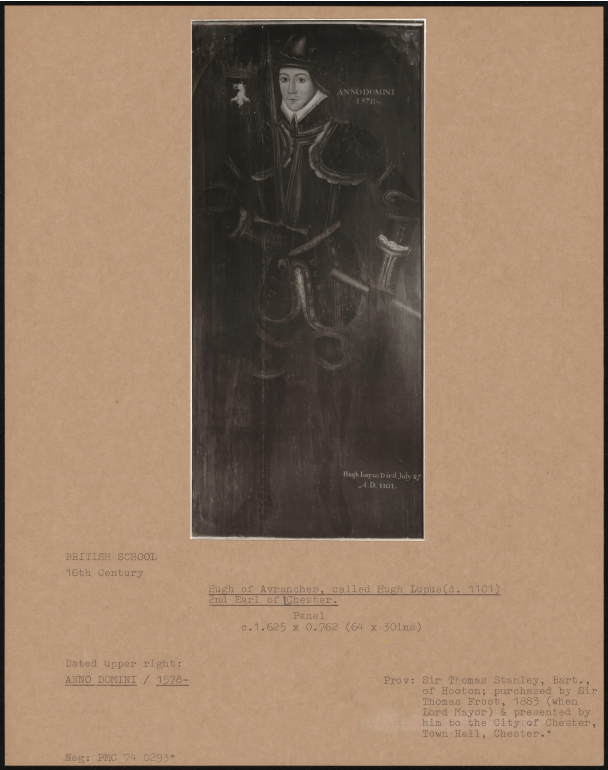 ANNO DOMINI
1578-
Hugh Lupus Died July 27
A.D. 1101.
BRITISH SCHOOL
16th Century
Hugh of Avranches, called Hugh Lupus(d. 1101)
2nd Earl of Chester.
Panel
c.1.625 x 0.762 (64 x 30ins)
Dated upper right:
ANNO DOMINI / 1578-
Prov: Sir Thomas Stanley, Bart.,
of Hooton; purchased by Sir
Thomas Frost, 1883 (when
Lord Mayor) & presented by
him to the City of Chester,
Town Hall, Chester.*
Neg: PMC 74 0293*